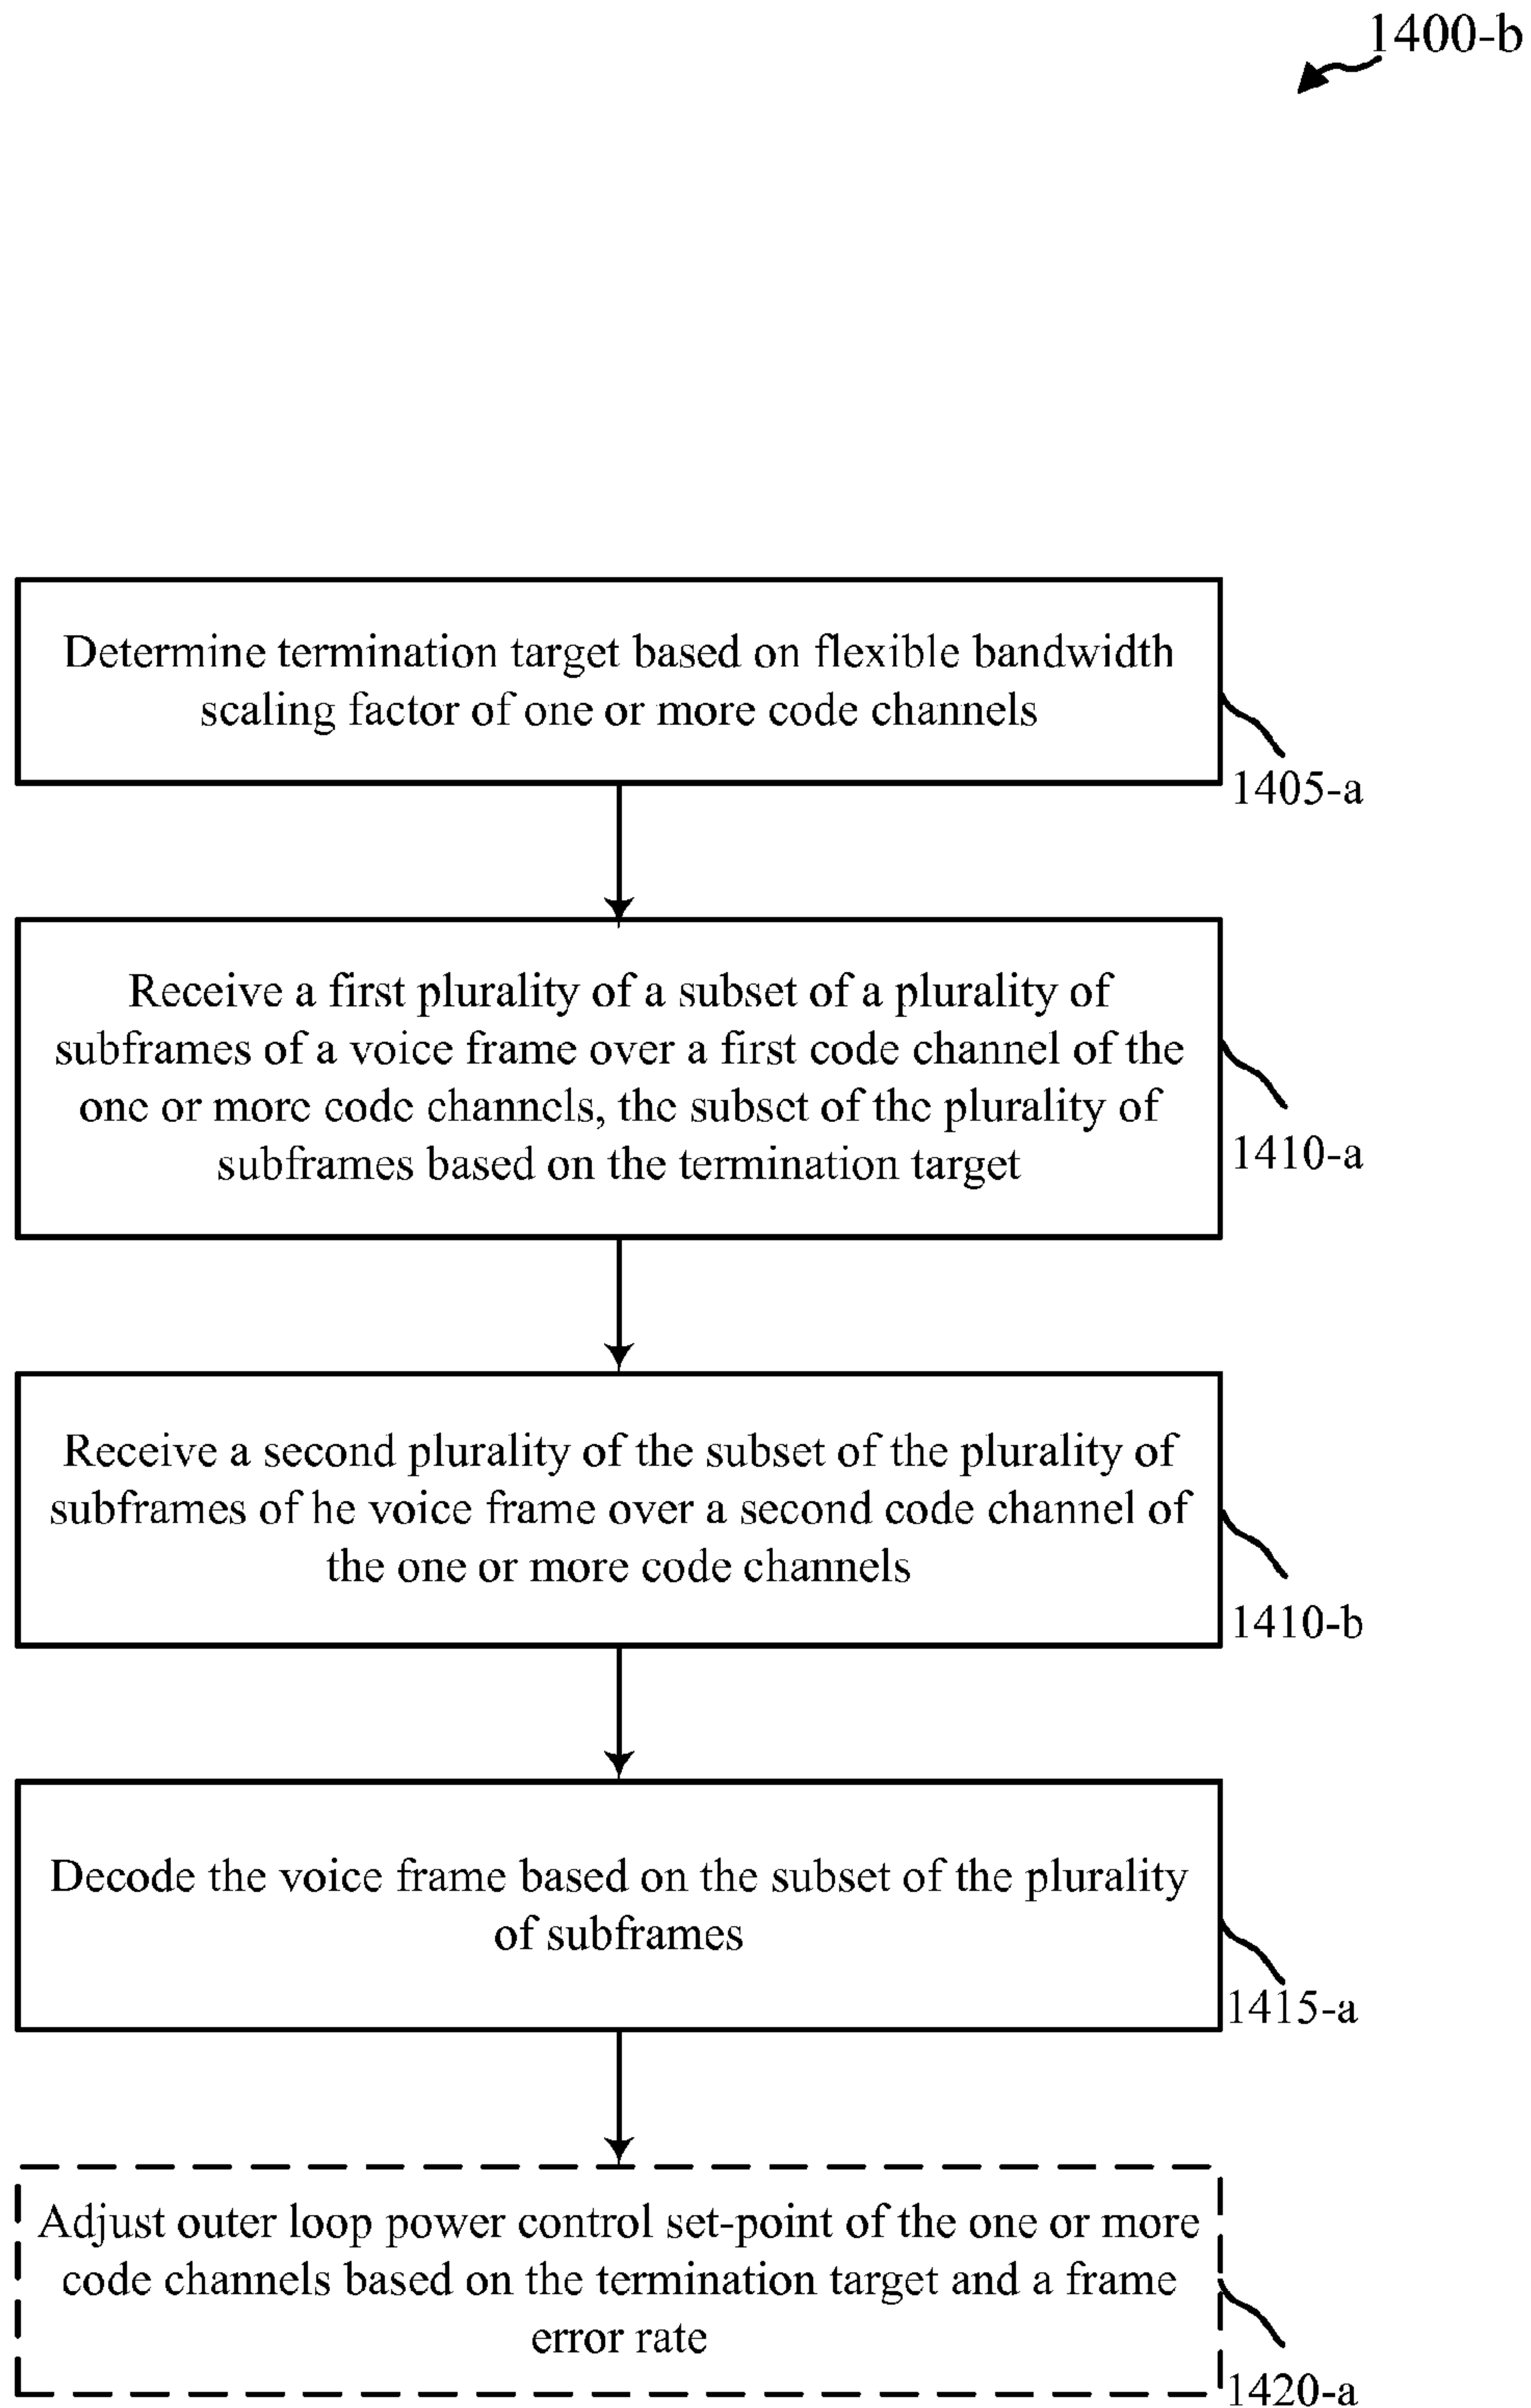 1400-b
Determine termination target based on flexible bandwidth
scaling factor of one or more code channels
1405-a
Receive a first plurality of a subset of a plurality of
subframes of a voice frame over a first code channel of the
one or more code channels, the subset of the plurality of
subframes based on the termination target
1410-a
Receive a second plurality of the subset of the plurality of
subframes of he voice frame over a second code channel of
the one or more code channels
1410-b
Decode the voice frame based on the subset of the plurality
of subframes
1415-a
Adjust outer loop power control set-point of the one or more
code channels based on the termination target and a frame
error rate
1420-a